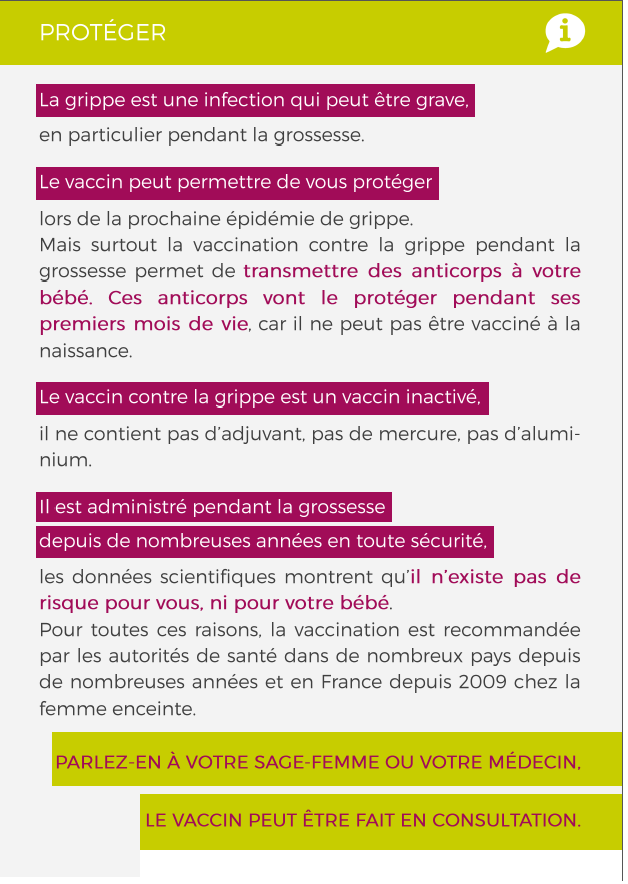 PROTÉGER
i
La grippe est une infection qui peut être grave,
en particulier pendant la grossesse.
Le vaccin peut permettre de vous protéger
lors de la prochaine épidémie de grippe.
Mais surtout la vaccination contre la grippe pendant la
grossesse permet de transmettre des anticorps à votre
bébé. Ces anticorps vont le protéger pendant ses
premiers mois de vie, car il ne peut pas être vacciné à la
naissance.
Le vaccin contre la grippe est un vaccin inactivé,
il ne contient pas d’adjuvant, pas de mercure, pas d’alumi-
nium.
Il est administré pendant la grossesse
depuis de nombreuses années en toute sécurité,
les données scientifiques montrent qu’il n’existe pas de
risque pour vous, ni pour votre bébé.
Pour toutes ces raisons, la vaccination est recommandée
par les autorités de santé dans de nombreux pays depuis
de nombreuses années et en France depuis 2009 chez la
femme enceinte.
PARLEZ-EN À VOTRE SAGE-FEMME OU VOTRE MÉDECIN,
LE VACCIN PEUT ÊTRE FAIT EN CONSULTATION.